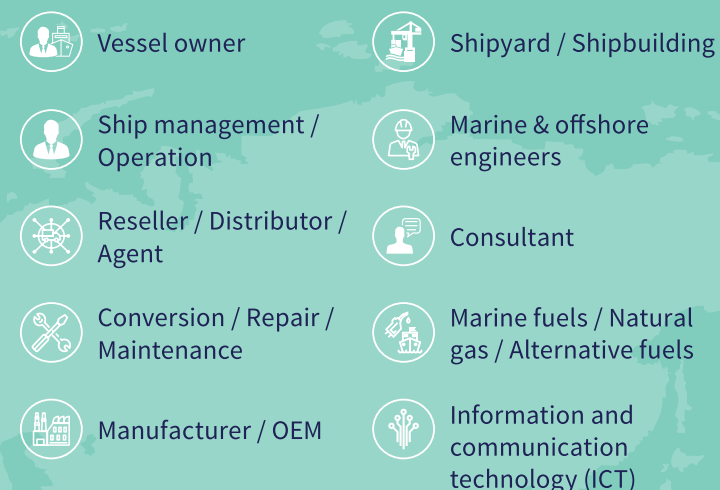 Vessel owner
Ship management /
Operation
Reseller / Distributor /
Agent
Conversion / Repair /
Maintenance
Manufacturer / OEM
Shipyard / Shipbuilding
Marine & offshore
engineers
Consultant
Marine fuels / Natural
gas / Alternative fuels
Information and
communication
technology (ICT)